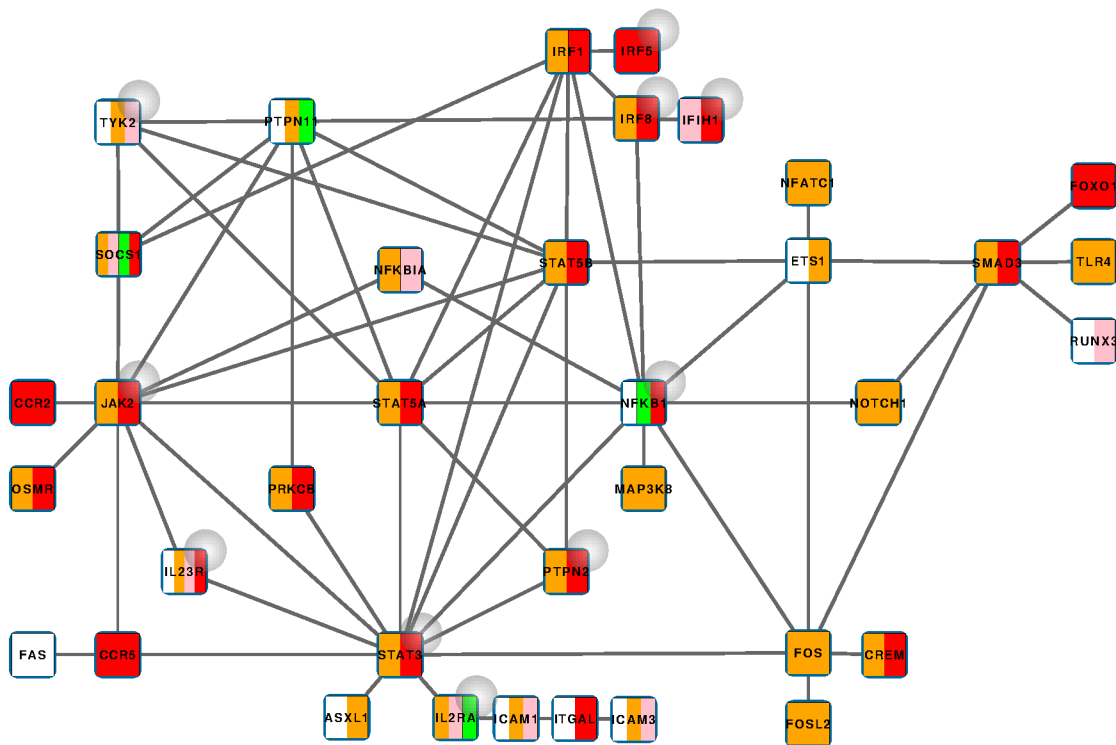 IRF1
IRF5
TYK2
PTPN11
IRF8
IFIH1
NFATC1
FOXO1
SOCS1
NFKBIA
STAT5B
ETS1
SMAD3
TLR4
RUNX3
CCR2
JAK2
STAT5A
NFKB1
NOTCH1
OSMR
PRKCB
MAP3K8
IL23R
PTPN2
FAS
CCR5
STAT3
FOS
CREM
ASXL1
IL2RA
ICAM1
ITGAL
ICAM3
FOSL2